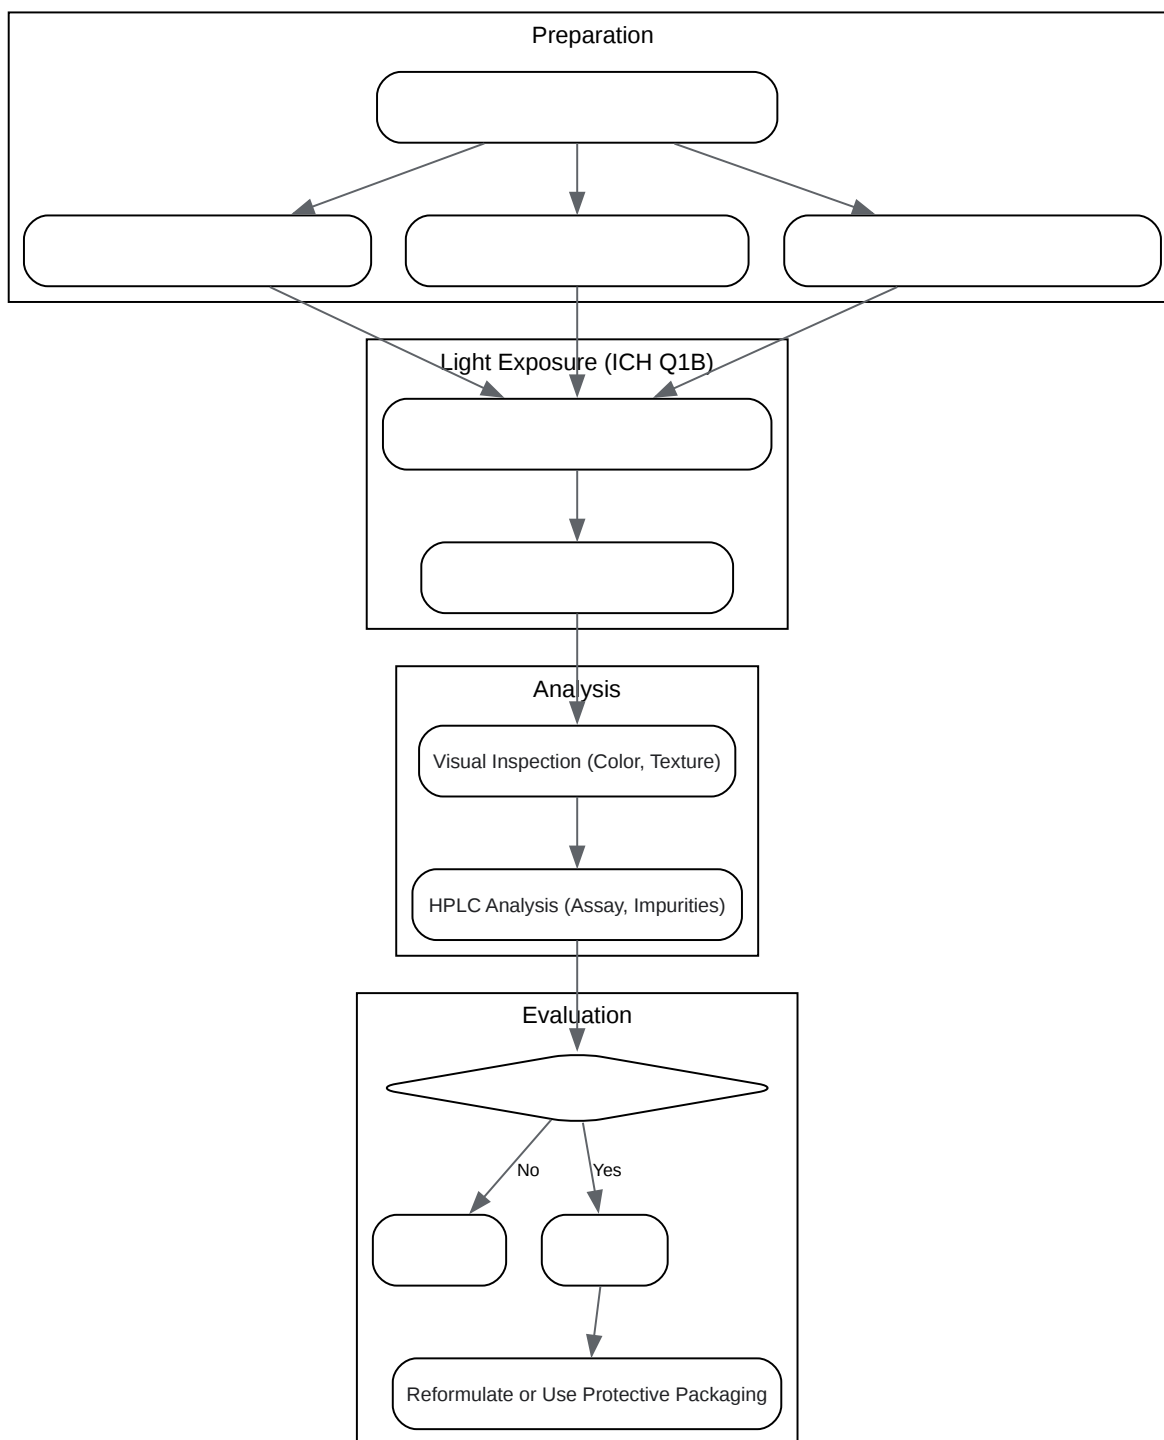 Preparation
Light Exposure (ICH Q1B)
Analysis
Visual Inspection (Color, Texture)
HPLC Analysis (Assay, Impurities)
Evaluation
No
Yes
Reformulate or Use Protective Packaging